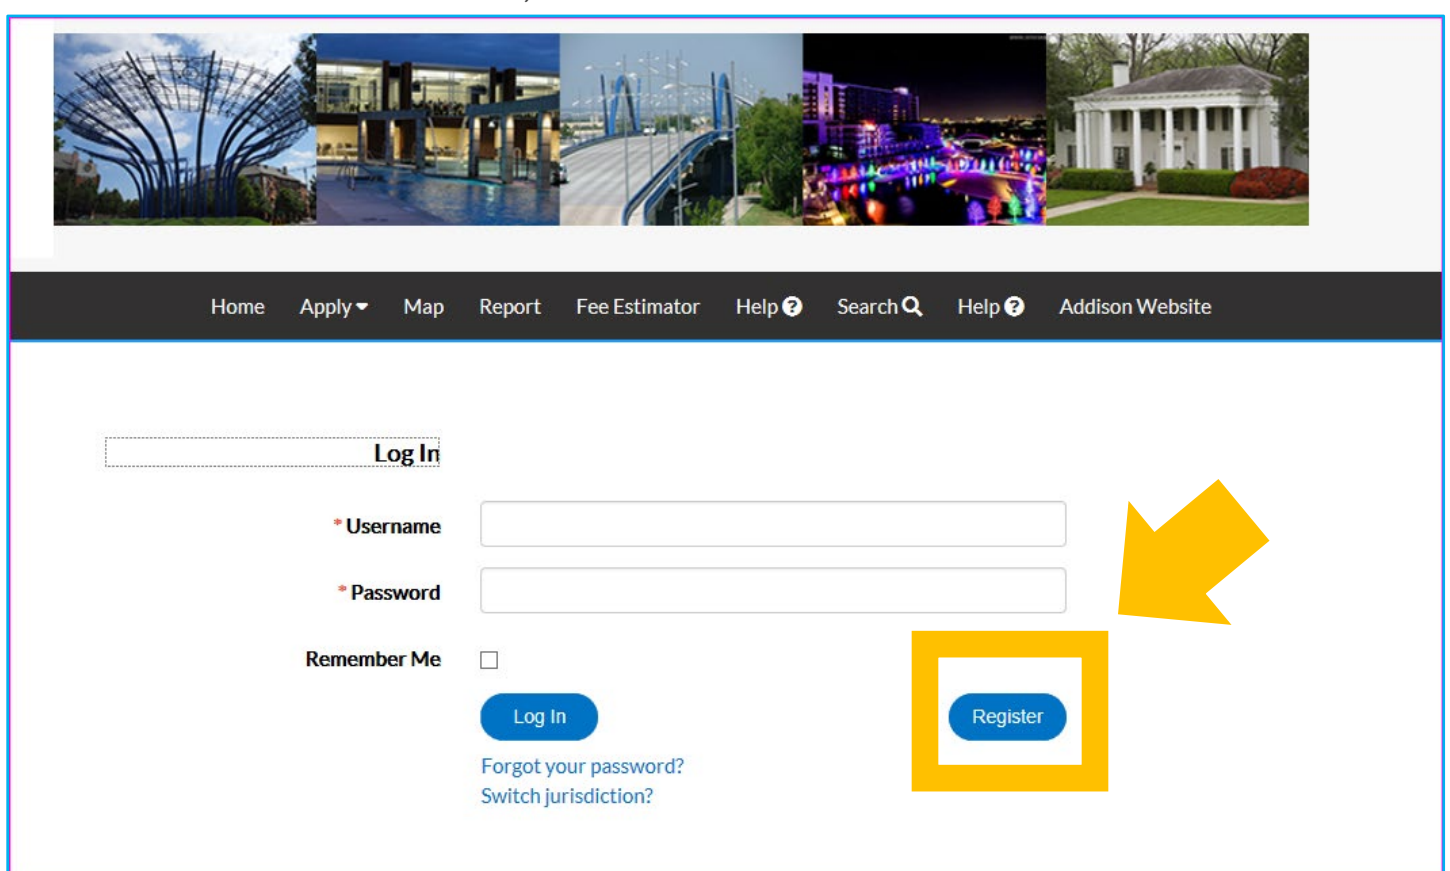 Home Apply Map Report Fee Estimator Help Search Help Addison Website
Log In
* Username
* Password
Remember Me
Log In Register
Forgot your password?
Switch jurisdiction?